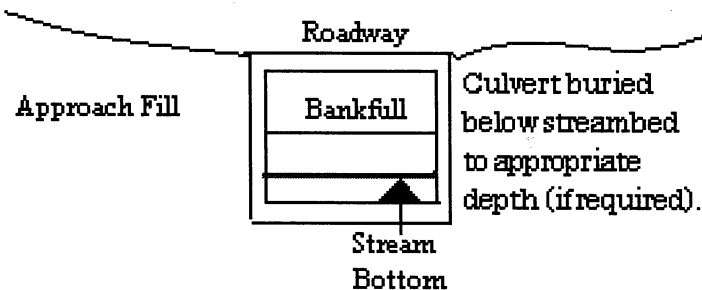 Roadway
Approach Fill
Bankfull
Culvert buried
below streambed
to appropriate
depth (if required).
Stream
Bottom